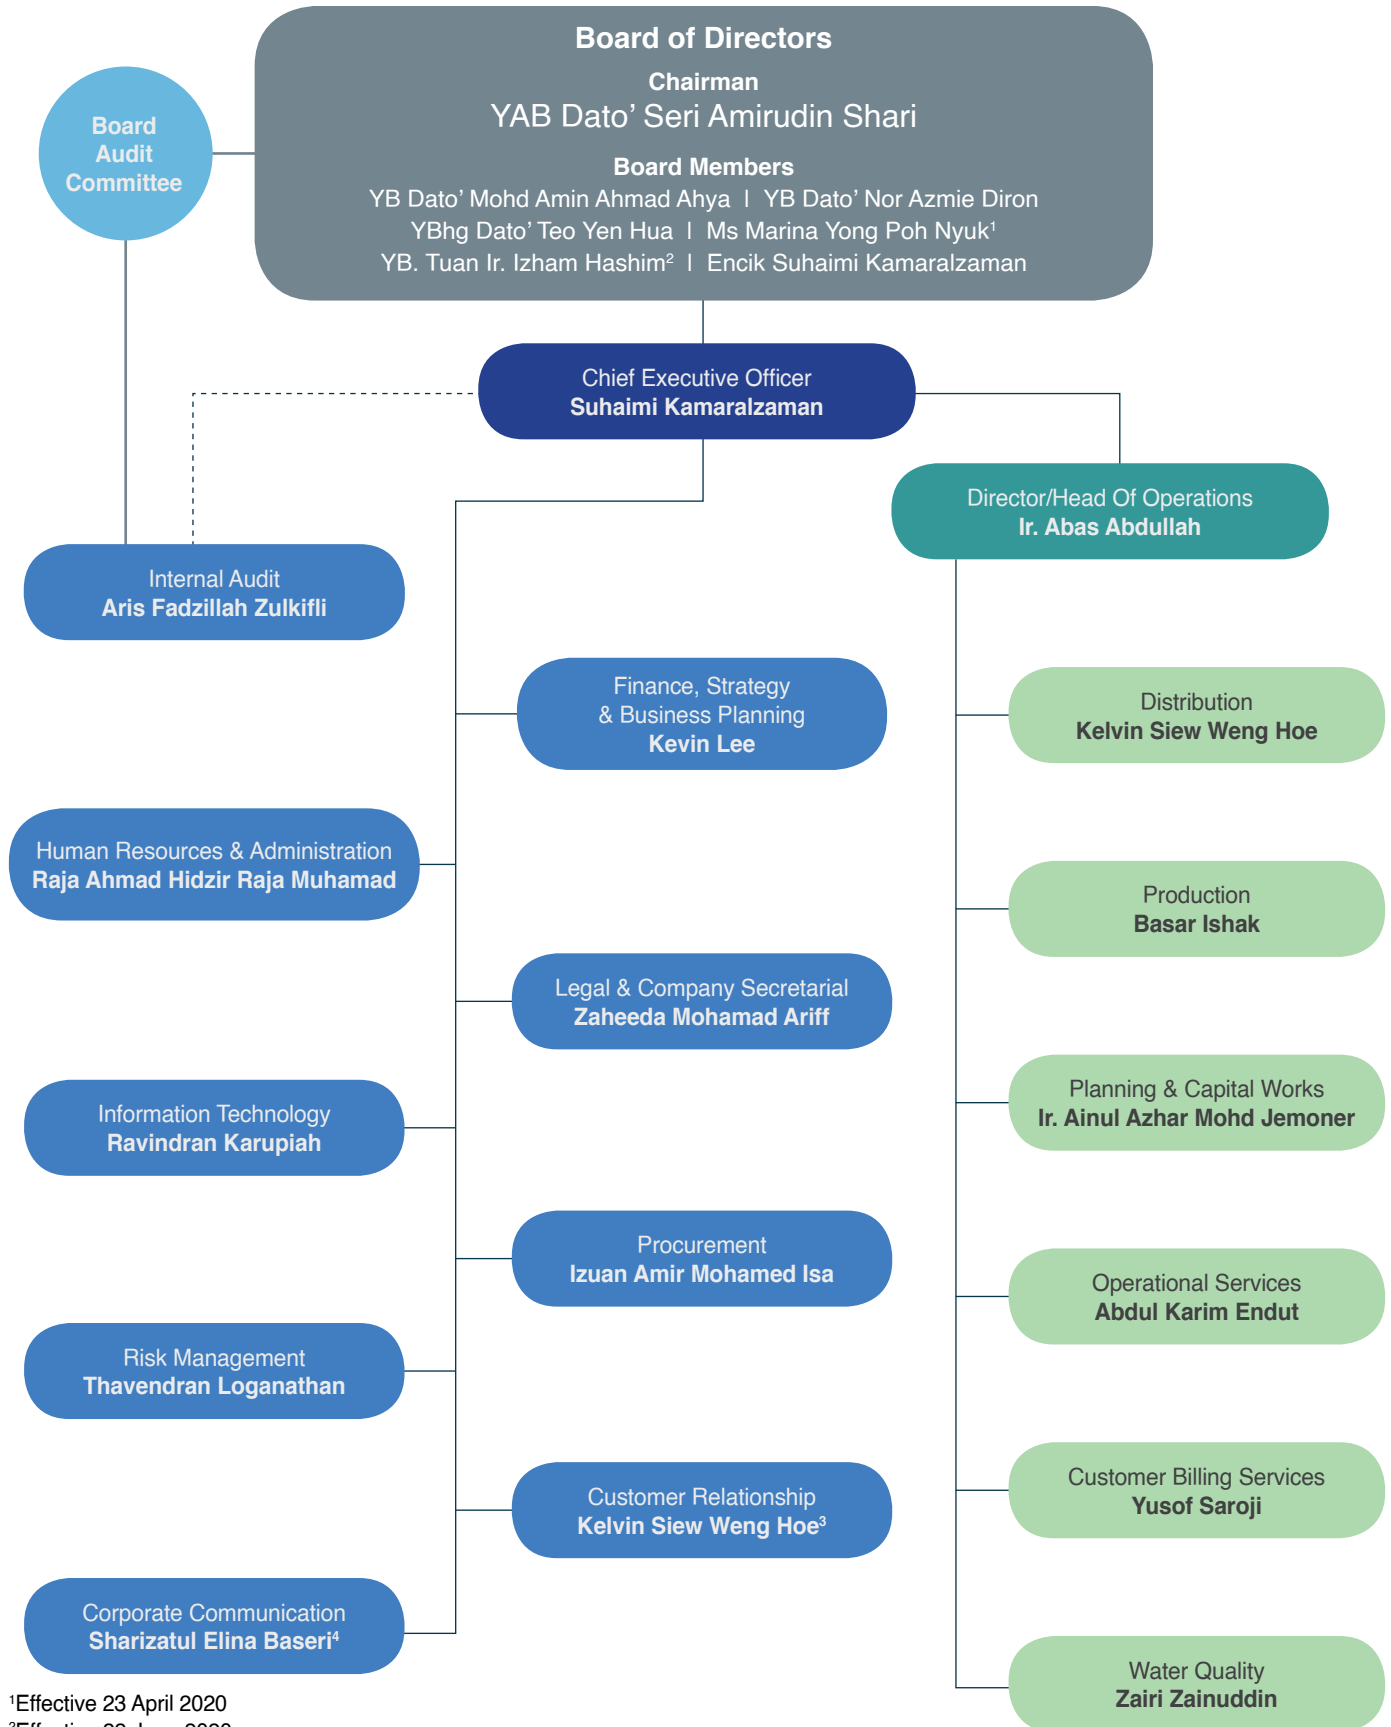 Board of Directors
Chairman
YAB Dato’ Seri Amirudin Shari
Board Members
YB Dato’ Mohd Amin Ahmad Ahya | YB Dato’ Nor Azmie Diron
YBhg Dato’ Teo Yen Hua | Ms Marina Yong Poh Nyuk¹
YB. Tuan Ir. Izham Hashim² | Encik Suhaimi Kamaralzaman
Board
Audit
Committee
Chief Executive Officer
Suhaimi Kamaralzaman
Director/Head Of Operations
Ir. Abas Abdullah
Internal Audit
Aris Fadzillah Zulkifli
Finance, Strategy
& Business Planning
Kevin Lee
Human Resources & Administration
Raja Ahmad Hidzir Raja Muhamad
Legal & Company Secretarial
Zaheeda Mohamad Ariff
Information Technology
Ravindran Karupiah
Procurement
Izuan Amir Mohamed Isa
Risk Management
Thavendran Loganathan
Customer Relationship
Kelvin Siew Weng Hoe³
Corporate Communication
Sharizatul Elina Baseri⁴
Distribution
Kelvin Siew Weng Hoe
Production
Basar Ishak
Planning & Capital Works
Ir. Ainul Azhar Mohd Jemoner
Operational Services
Abdul Karim Endut
Customer Billing Services
Yusof Saroji
Water Quality
Zairi Zainuddin
¹Effective 23 April 2020